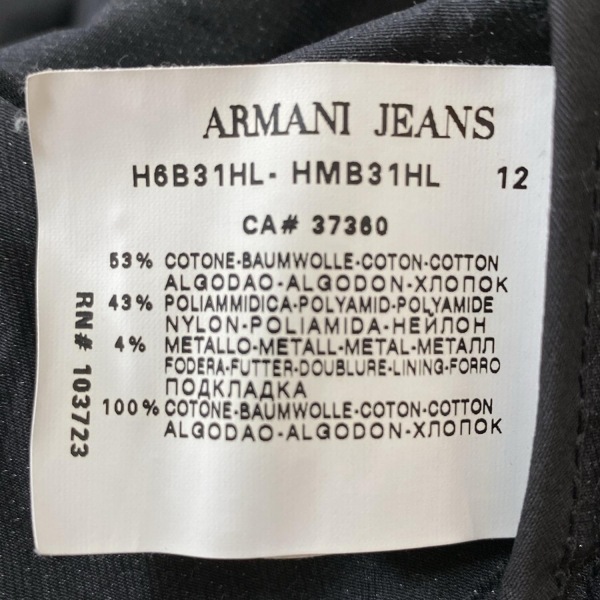 ARMANI JEANS
H6B31HL- HMB31HL 12
CA# 37360
53% COTONE-BAUMWOLLE-COTON-COTTON
ALGODAO-ALGODON-ХЛОПОК
43% POLIAMMIDICA-POLYAMID-POLYAMIDE
NYLON-POLIAMIDA-НЕЙЛОН
4% METALLO-METALL-METAL-МЕТАЛЛ
FODERA-FUTTER-DOUBLURE-LINING-FORRO
ПОДКЛАДКА
100% COTONE-BAUMWOLLE-COTON-COTTON
ALGODAO-ALGODON-ХЛОПОК
RN# 103723